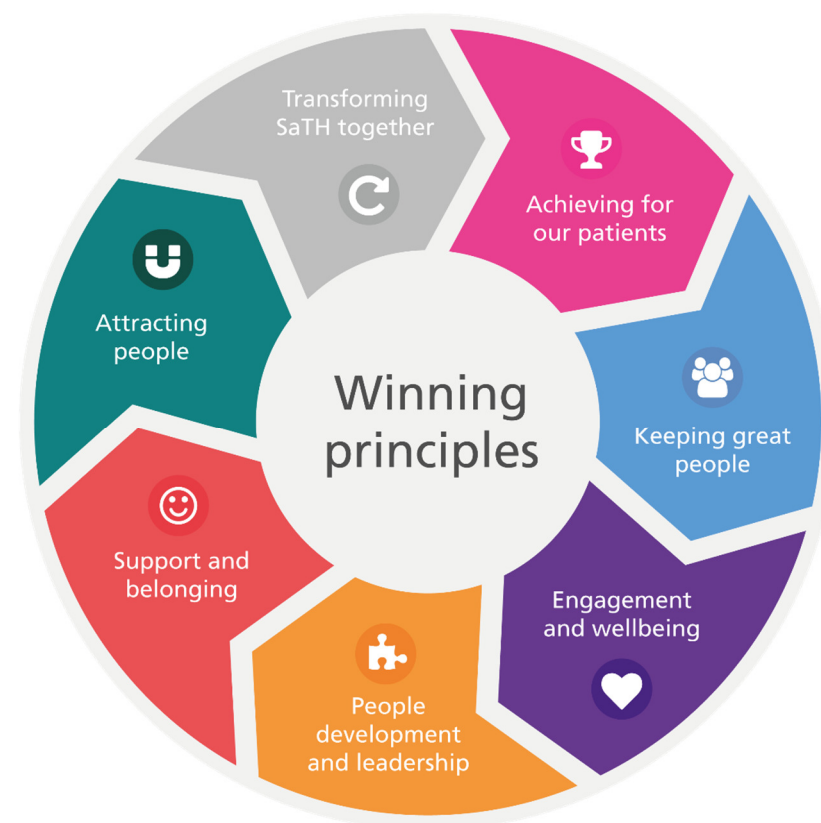 Transforming
SaTH together
Achieving for
our patients
Attracting
people
Winning
principles
Keeping great
people
Support and
belonging
Engagement
and wellbeing
People
development
and leadership